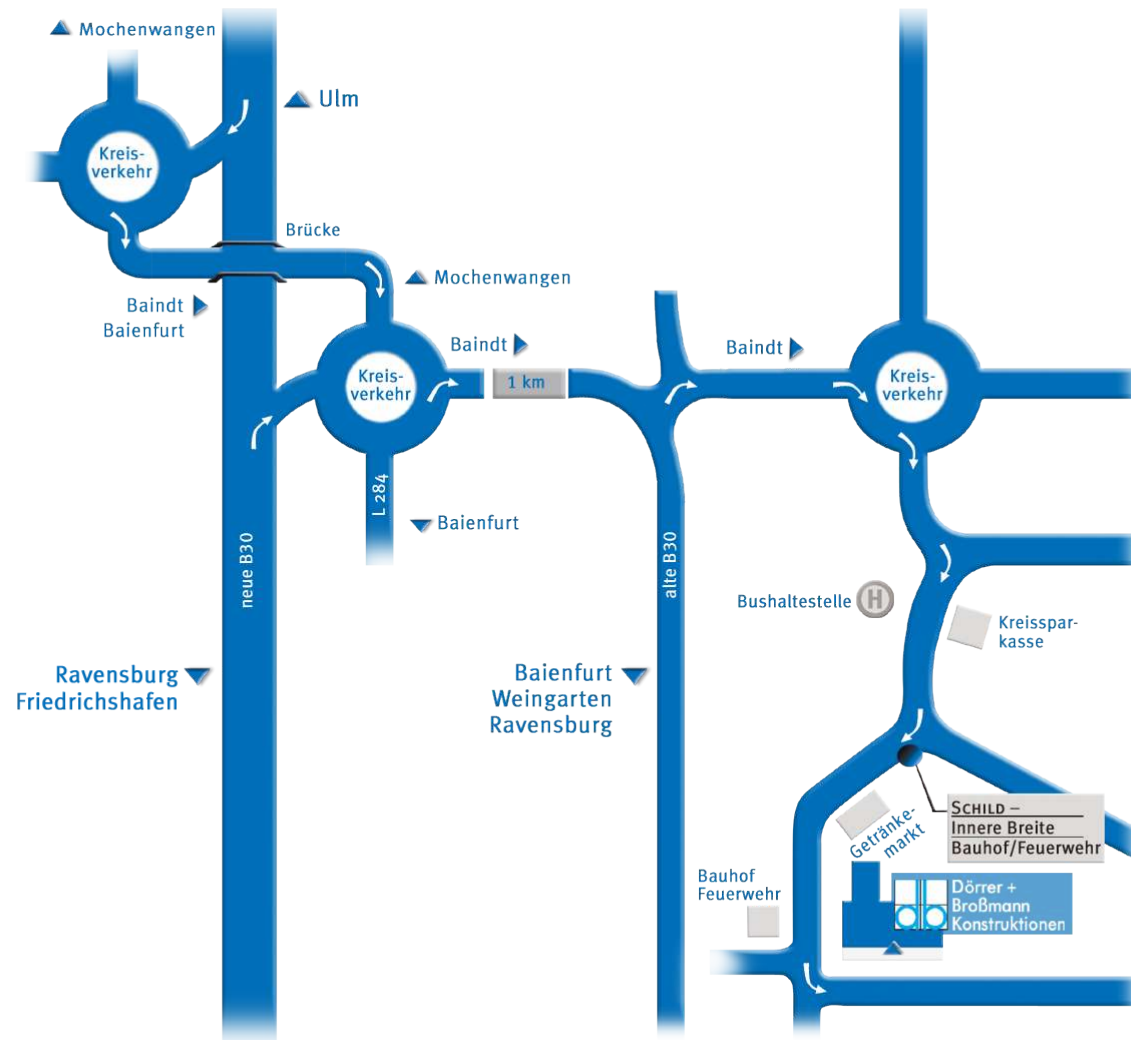 Mochenwangen
Ulm
Kreis-
verkehr
Brücke
Mochenwangen
Baindt
Baienfurt
Baindt
Baindt
Kreis-
verkehr
1 km
Kreis-
verkehr
L 284
Baienfurt
neue B30
alte B30
Bushaltestelle
H
Kreisspar-
kasse
Ravensburg
Friedrichshafen
Baienfurt
Weingarten
Ravensburg
SCHILD –
Innere Breite
Bauhof/Feuerwehr
Getränke-
markt
Bauhof
Feuerwehr
Dörrer +
Broßmann
Konstruktionen